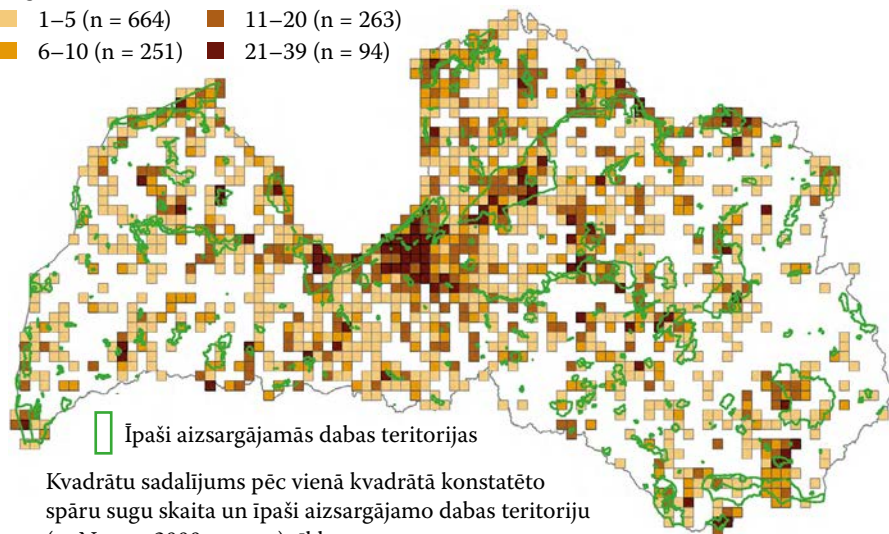 1–5 (n = 664)
11–20 (n = 263)
6–10 (n = 251)
21–39 (n = 94)
Īpaši aizsargājamās dabas teritorijas
Kvadrātu sadalījums pēc vienā kvadrātā konstatēto
spāru sugu skaita un īpaši aizsargājamo dabas teritoriju